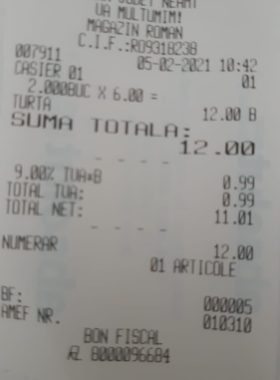 JUDET NEAMT
VA MULTUMIM!
MAGAZIN ROMAN
C.I.F.:RO9318238
007911 05-02-2021 10:42
CASIER 01 01
2.000BUC X 6.00 =
TURTA 12.00 B
SUMA TOTALA:
12.00
- - - -
9.00% TVA*B 0.99
TOTAL TVA: 0.99
TOTAL NET: 11.01
- - - -
NUMERAR 12.00
01 ARTICOLE
BF: 000005
AMEF NR. 010310
BON FISCAL
8000096684